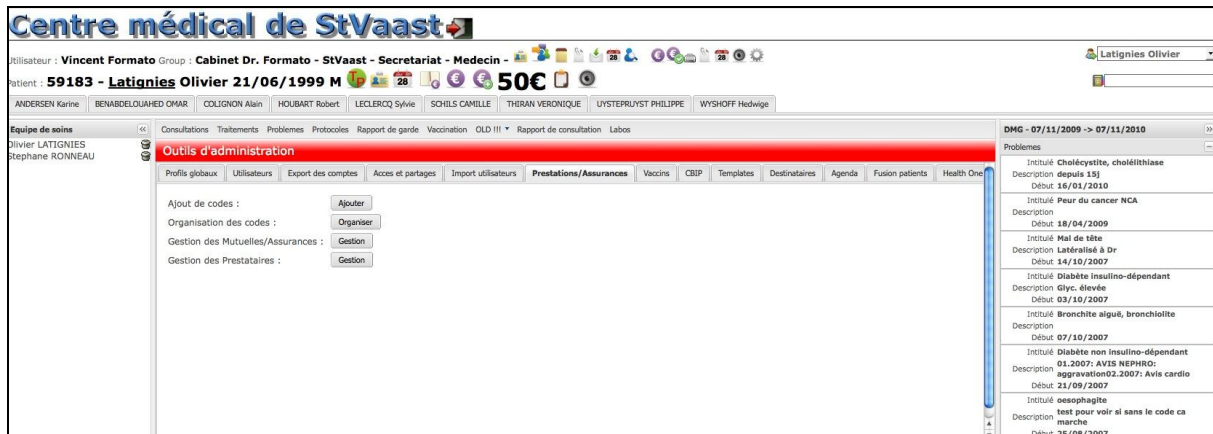 Centre médical de StVaast
Utilisateur : Vincent Formato Group : Cabinet Dr. Formato - StVaast - Secretariat - Medecin -
Latignies Olivier
Patient : 59183 - Latignies Olivier 21/06/1999 M 50€
ANDERSEN Karine BENABDELOUAHED OMAR COLIGNON Alain HOUBART Robert LECLERCQ Sylvie SCHILS CAMILLE THIRAN VERONIQUE UYSTEPRUYST PHILIPPE WYSHOFF Hedwige
Equipe de soins
Olivier LATIGNIES
Stephane RONNEAU
Consultations Traitements Problemes Protocoles Rapport de garde Vaccination OLD !!! Rapport de consultation Labos
Outils d'administration
Profils globaux Utilisateurs Export des comptes Acces et partages Import utilisateurs Prestations/Assurances Vaccins CBIP Templates Destinataires Agenda Fusion patients Health One
Ajout de codes : Ajouter
Organisation des codes : Organiser
Gestion des Mutuelles/Assurances : Gestion
Gestion des Prestataires : Gestion
DMG - 07/11/2009 -> 07/11/2010
Problemes
Intitulé Cholécystite, cholélithiase
Description depuis 15j
Début 16/01/2010
Intitulé Peur du cancer NCA
Description
Début 18/04/2009
Intitulé Mal de tête
Description Latéralisé à Dr
Début 14/10/2007
Intitulé Diabète insulino-dépendant
Description Glyc. élevée
Début 03/10/2007
Intitulé Bronchite aiguë, bronchiolite
Description
Début 07/10/2007
Intitulé Diabète non insulino-dépendant
Description 01.2007: AVIS NEPHRO:
aggravation02.2007: Avis cardio
Début 21/09/2007
Intitulé oesophagite
Description test pour voir si sans le code ca
marche
Début 25/08/2007